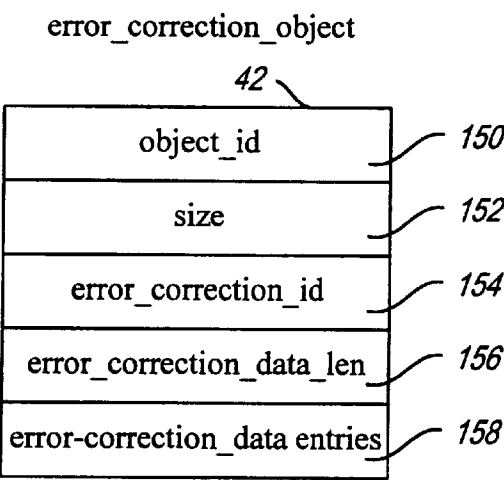 error_correction_object
42
object_id 150
size 152
error_correction_id 154
error_correction_data_len 156
error-correction_data entries 158